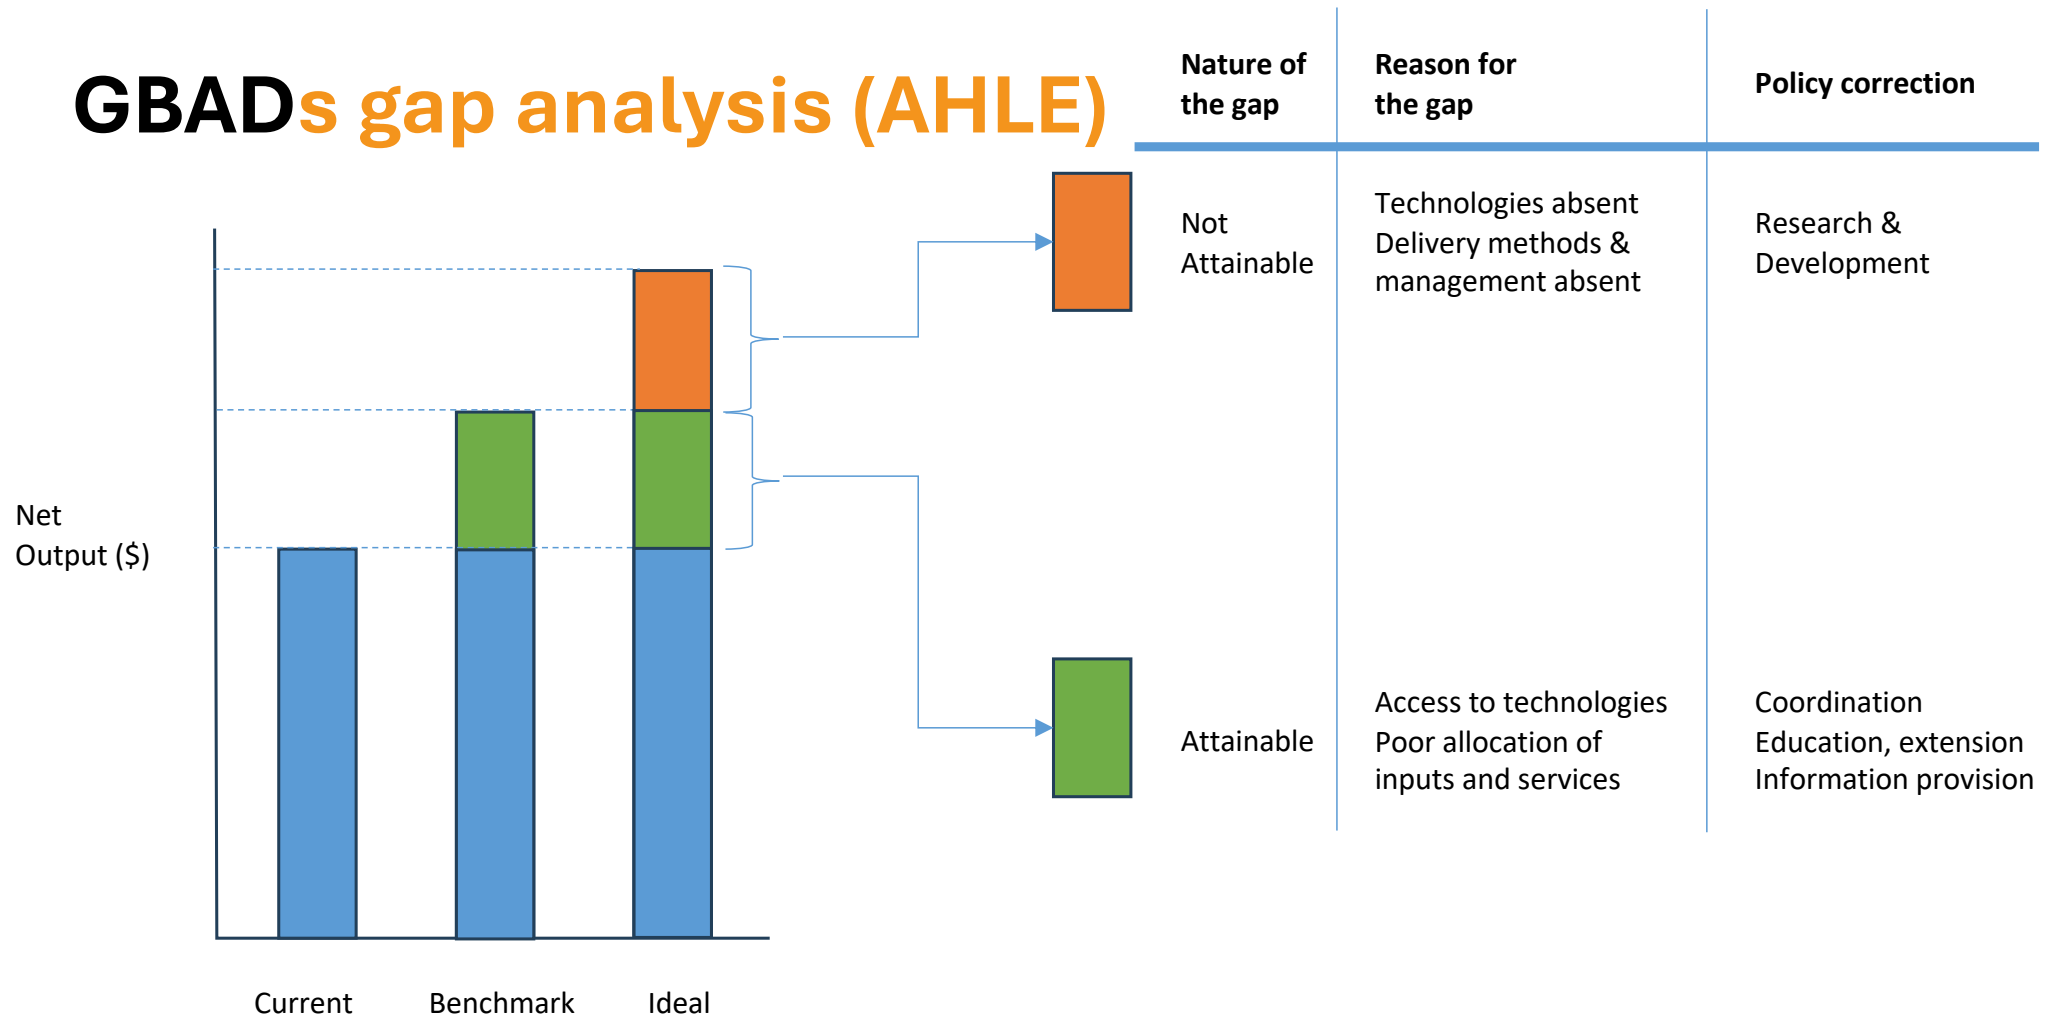 GBADs gap analysis (AHLE)
Nature of
the gap
Reason for
the gap
Policy correction
Not
Attainable
Technologies absent
Delivery methods &
management absent
Research &
Development
Net
Output ($)
Attainable
Access to technologies
Poor allocation of
inputs and services
Coordination
Education, extension
Information provision
Current
Benchmark
Ideal